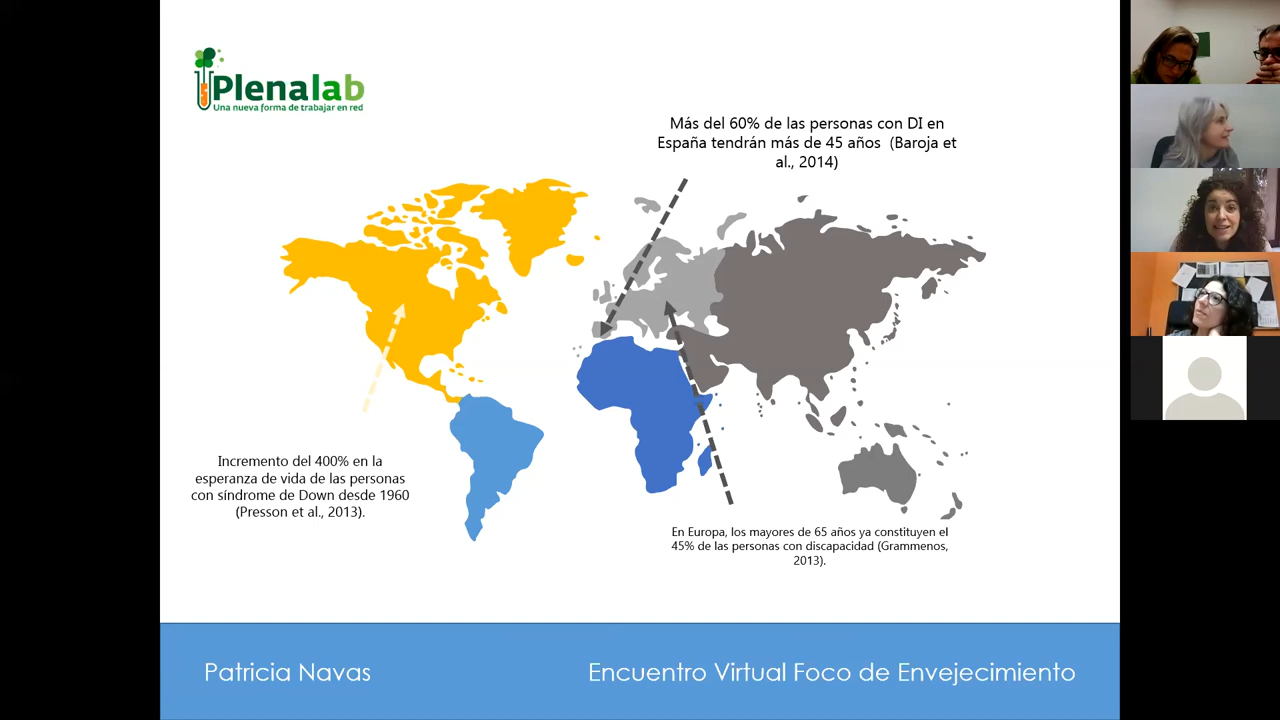 Plenalab
Una nueva forma de trabajar en red
Más del 60% de las personas con DI en
España tendrán más de 45 años (Baroja et
al., 2014)
Incremento del 400% en la
esperanza de vida de las personas
con síndrome de Down desde 1960
(Presson et al., 2013).
En Europa, los mayores de 65 años ya constituyen el
45% de las personas con discapacidad (Grammenos,
2013).
Patricia Navas
Encuentro Virtual Foco de Envejecimiento